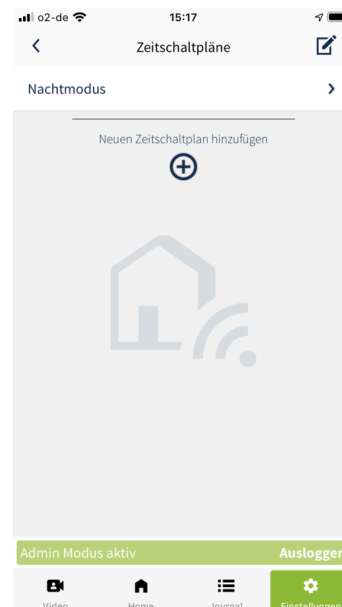 o2-de
15:17
Zeitschaltpläne
Nachtmodus
Neuen Zeitschaltplan hinzufügen
Admin Modus aktiv
Ausloggen
Video
Home
Journal
Einstellungen